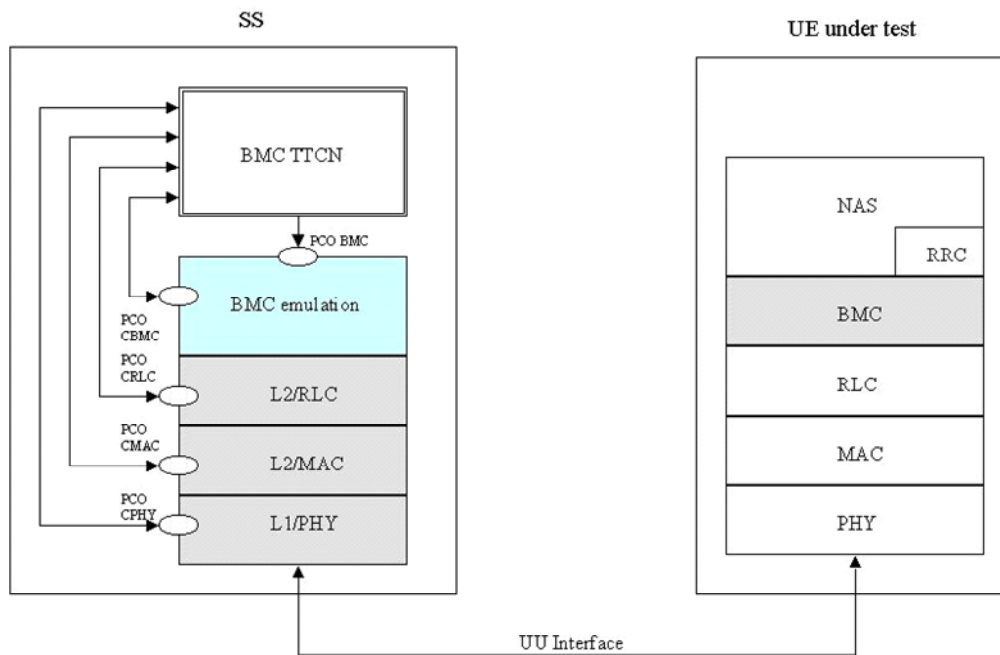 SS
UE under test
BMC TTCN
PCO BMC
BMC emulation
PCO
CBMC
PCO
CRLC
L2/RLC
PCO
CMAC
L2/MAC
PCO
CPHY
L1/PHY
NAS
RRC
BMC
RLC
MAC
PHY
UU Interface